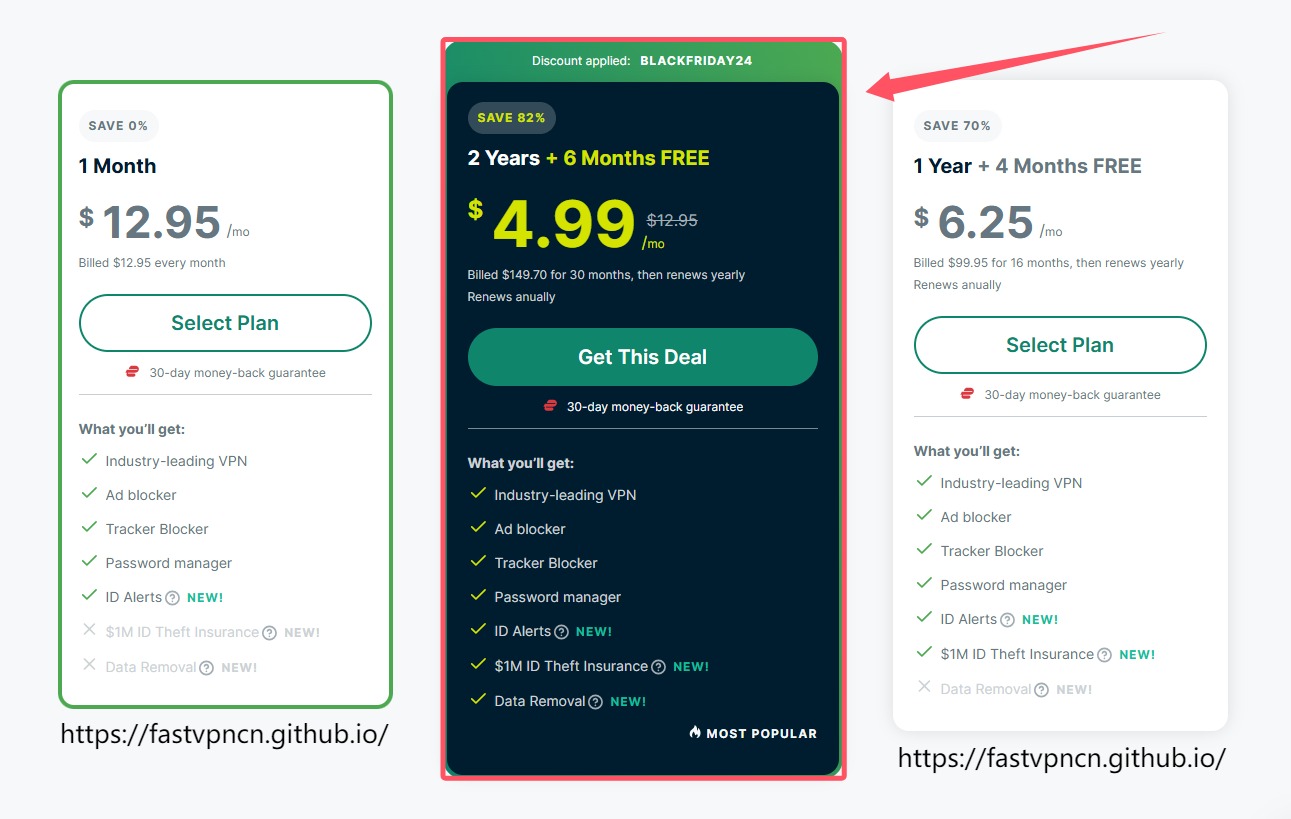 SAVE 0%
1 Month
$ 12.95 /mo
Billed $12.95 every month
Select Plan
30-day money-back guarantee
What you'll get:
Industry-leading VPN
Ad blocker
Tracker Blocker
Password manager
ID Alerts ? NEW!
$1M ID Theft Insurance ? NEW!
Data Removal ? NEW!
https://fastvpncn.github.io/
Discount applied: BLACKFRIDAY24
SAVE 82%
2 Years + 6 Months FREE
$ 4.99 $12.95 /mo
Billed $149.70 for 30 months, then renews yearly
Renews anually
Get This Deal
30-day money-back guarantee
What you'll get:
Industry-leading VPN
Ad blocker
Tracker Blocker
Password manager
ID Alerts ? NEW!
$1M ID Theft Insurance ? NEW!
Data Removal ? NEW!
MOST POPULAR
SAVE 70%
1 Year + 4 Months FREE
$ 6.25 /mo
Billed $99.95 for 16 months, then renews yearly
Renews anually
Select Plan
30-day money-back guarantee
What you'll get:
Industry-leading VPN
Ad blocker
Tracker Blocker
Password manager
ID Alerts ? NEW!
$1M ID Theft Insurance ? NEW!
Data Removal ? NEW!
https://fastvpncn.github.io/